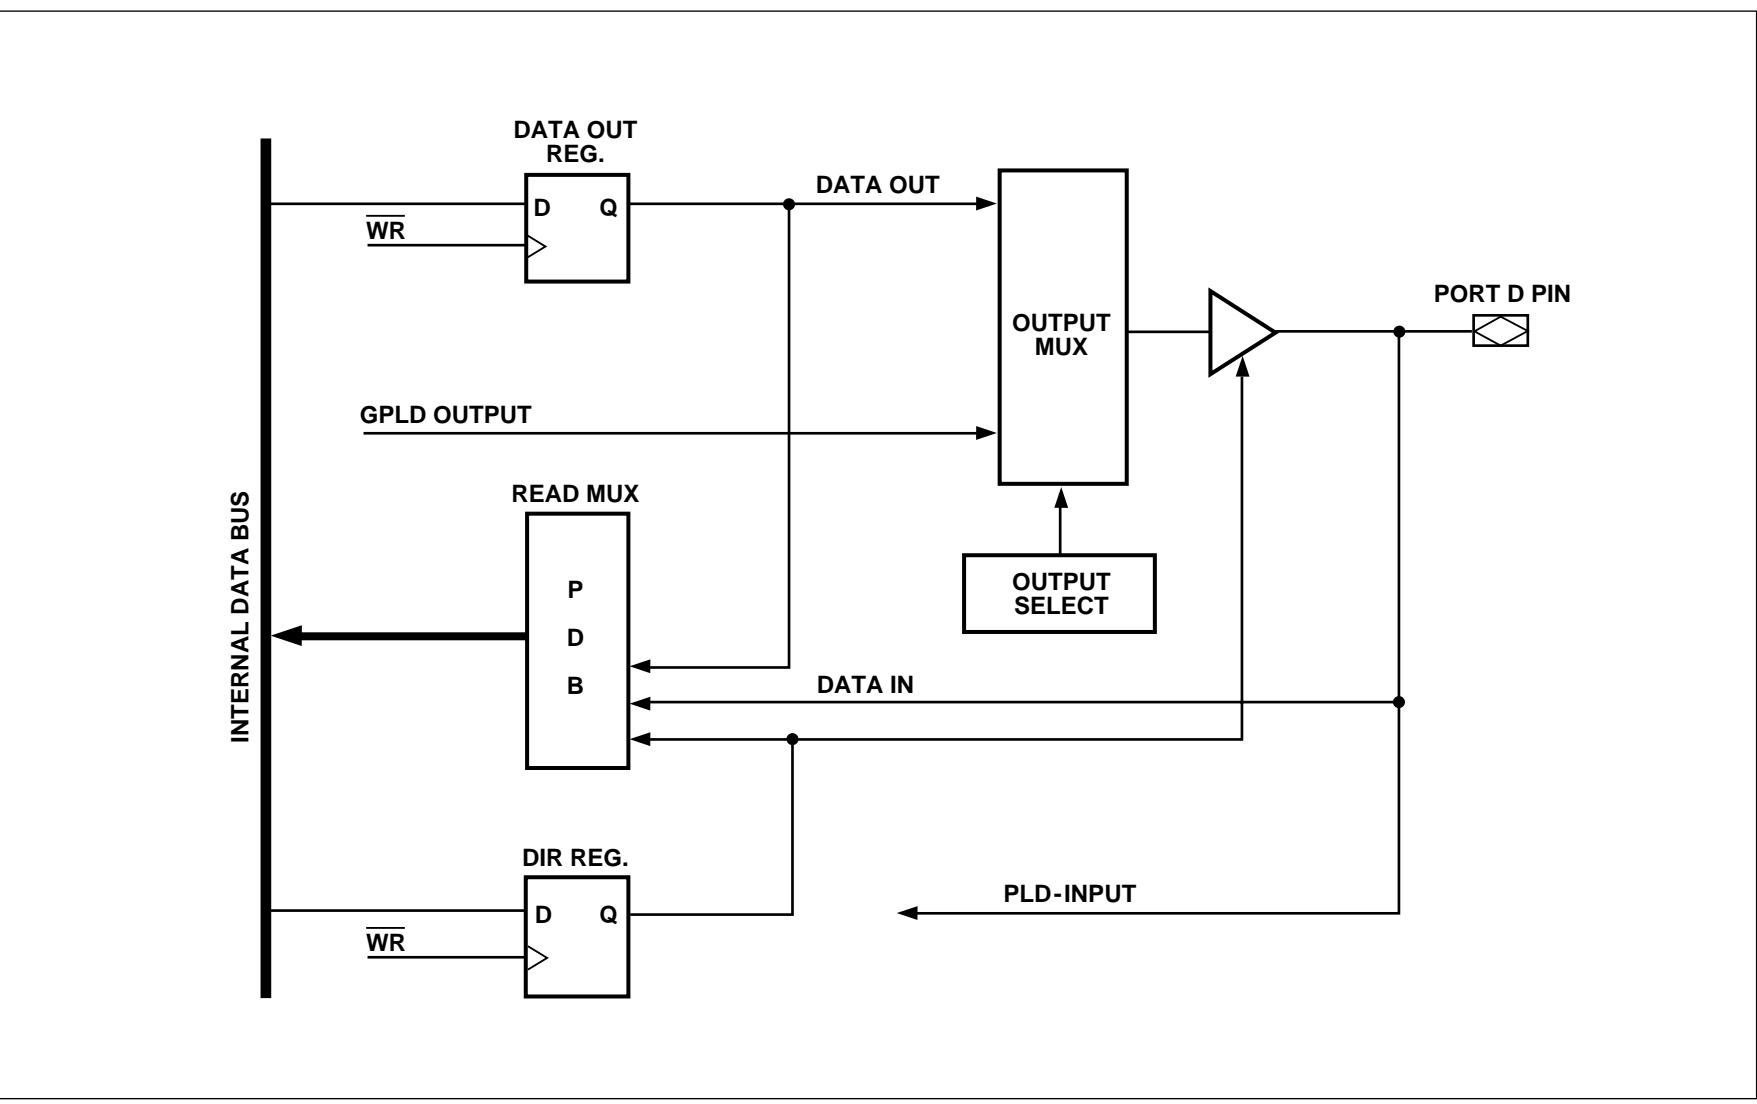 DATA OUT
REG.
D Q
WR
DATA OUT
OUTPUT
MUX
PORT D PIN
GPLD OUTPUT
READ MUX
P
D
B
OUTPUT
SELECT
INTERNAL DATA BUS
DATA IN
DIR REG.
D Q
WR
PLD-INPUT